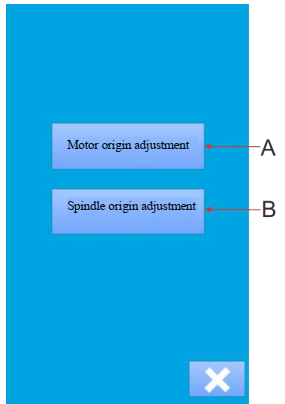 Motor origin adjustment
A
Spindle origin adjustment
B